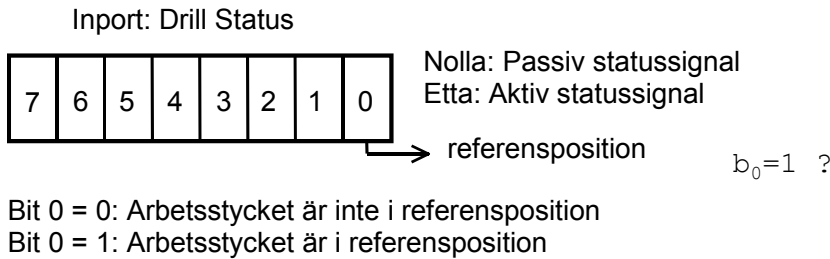 Inport: Drill Status
7 6 5 4 3 2 1 0
Nolla: Passiv statussignal
Etta: Aktiv statussignal
referensposition
b₀=1 ?
Bit 0 = 0: Arbetsstycket är inte i referensposition
Bit 0 = 1: Arbetsstycket är i referensposition